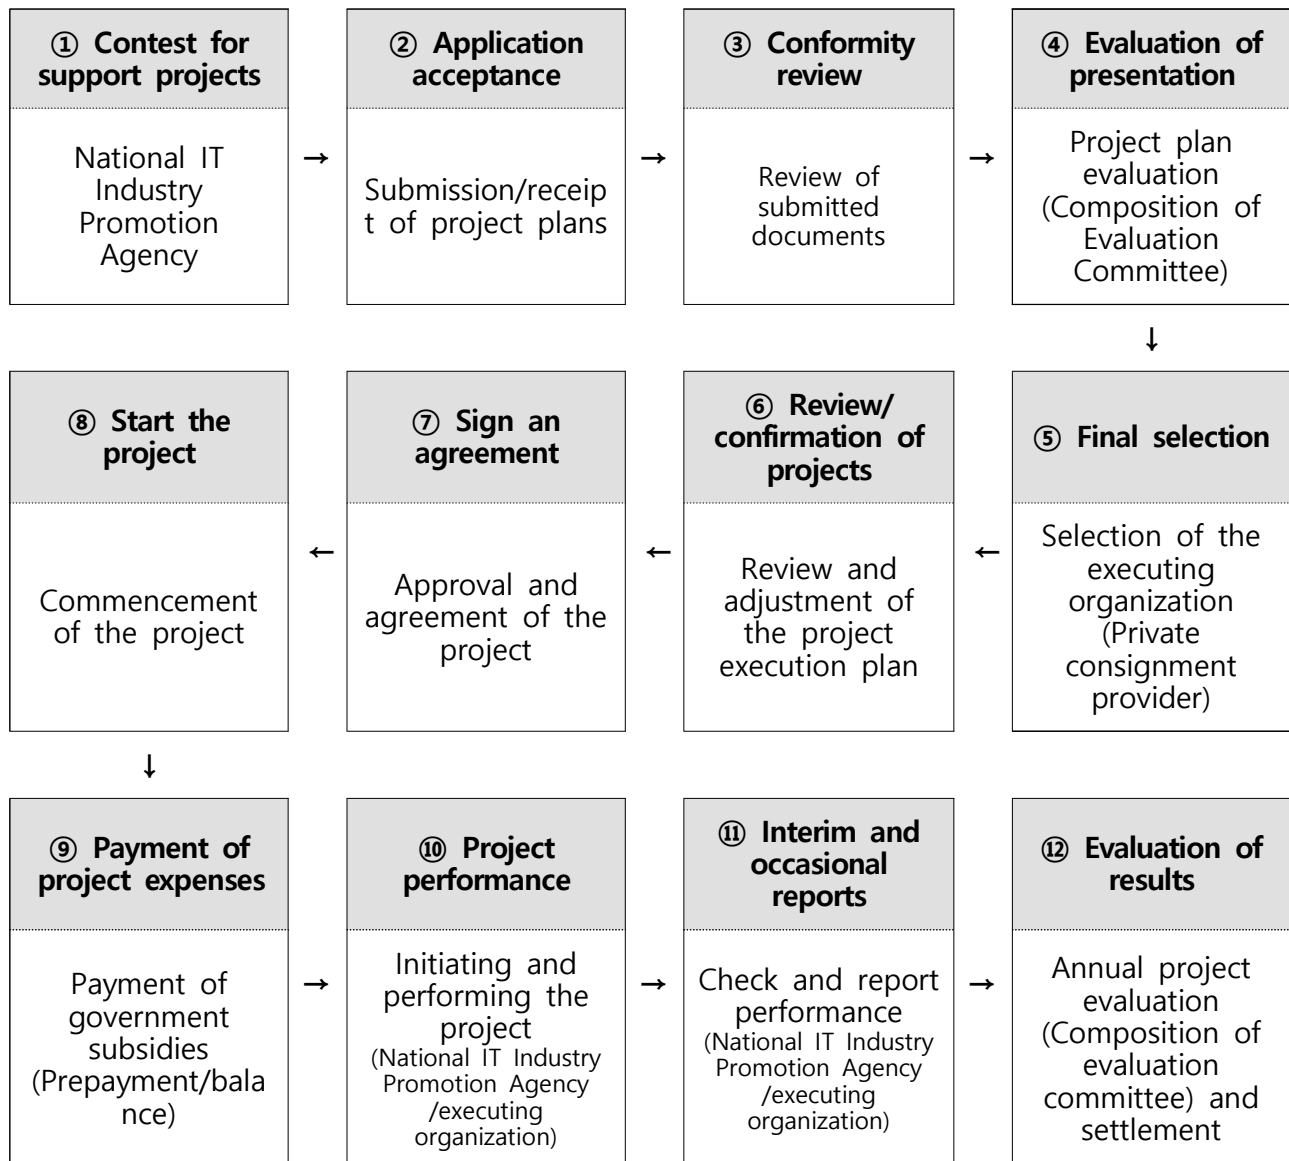 ① Contest for
support projects
National IT
Industry
Promotion
Agency
→
② Application
acceptance
Submission/receip
t of project plans
→
③ Conformity
review
Review of
submitted
documents
→
④ Evaluation of
presentation
Project plan
evaluation
(Composition of
Evaluation
Committee)
↓
⑤ Final selection
Selection of the
executing
organization
(Private
consignment
provider)
←
⑥ Review/
confirmation of
projects
Review and
adjustment of
the project
execution plan
←
⑦ Sign an
agreement
Approval and
agreement of the
project
←
⑧ Start the
project
Commencement
of the project
↓
⑨ Payment of
project expenses
Payment of
government
subsidies
(Prepayment/bala
nce)
→
⑩ Project
performance
Initiating and
performing the
project
(National IT Industry
Promotion Agency
/executing
organization)
→
⑪ Interim and
occasional
reports
Check and report
performance
(National IT Industry
Promotion Agency
/executing
organization)
→
⑫ Evaluation of
results
Annual project
evaluation
(Composition of
evaluation
committee) and
settlement